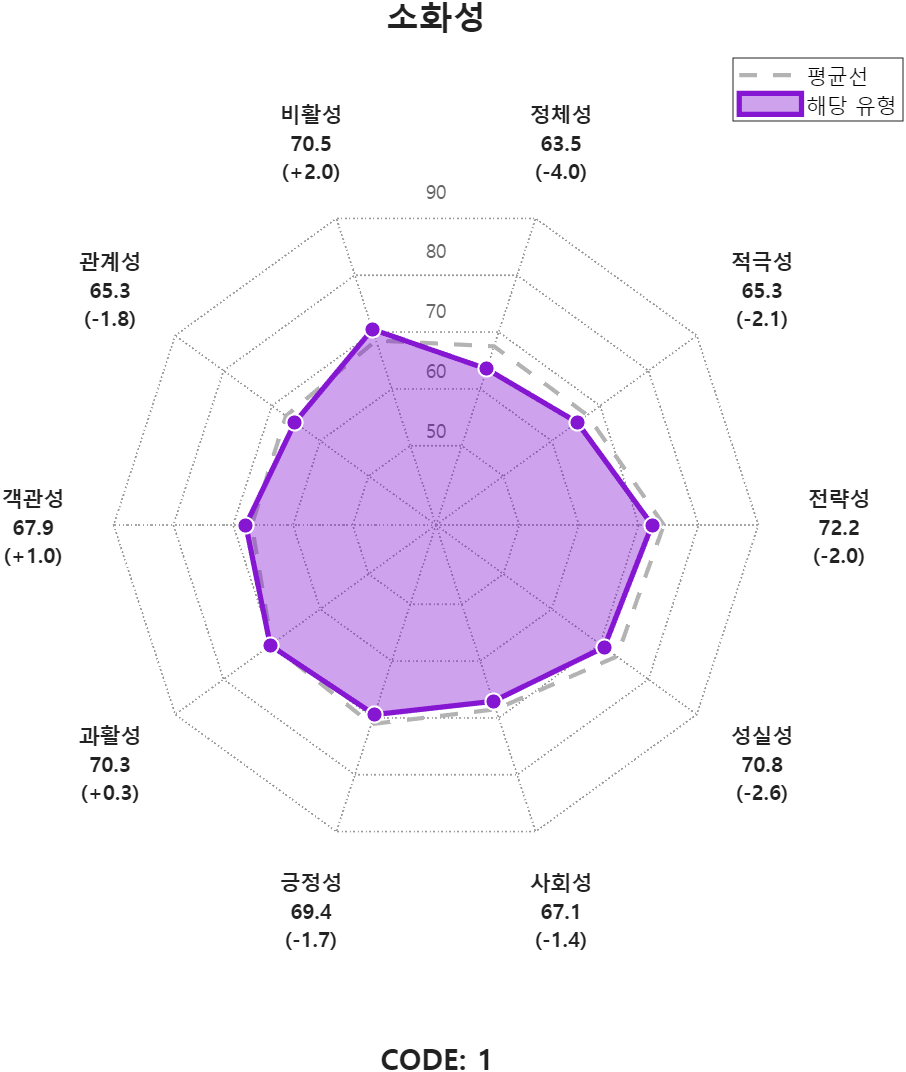 소화성
평균선
해당 유형
비활성
70.5
(+2.0)
정체성
63.5
(-4.0)
90
80
70
60
50
관계성
65.3
(-1.8)
적극성
65.3
(-2.1)
객관성
67.9
(+1.0)
전략성
72.2
(-2.0)
과활성
70.3
(+0.3)
성실성
70.8
(-2.6)
긍정성
69.4
(-1.7)
사회성
67.1
(-1.4)
CODE: 1